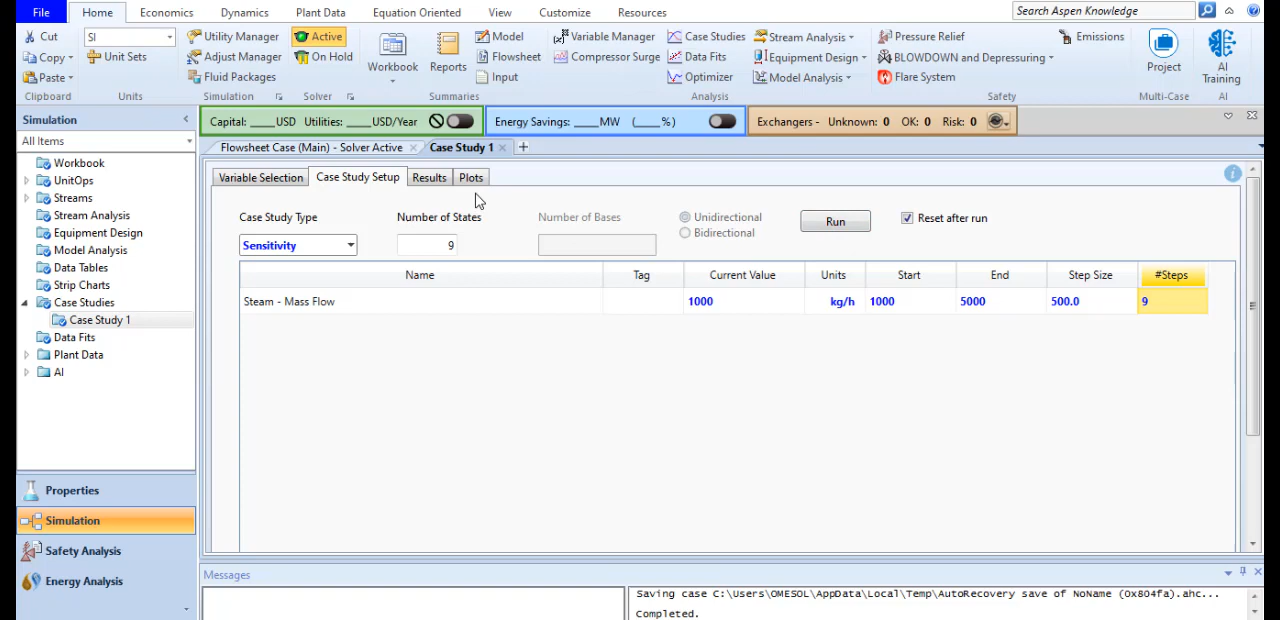 File Home Economics Dynamics Plant Data Equation Oriented View Customize Resources Search Aspen Knowledge
Cut SI Utility Manager Active Model Variable Manager Case Studies Stream Analysis Pressure Relief Emissions
Copy Unit Sets Adjust Manager On Hold Workbook Reports Flowsheet Compressor Surge Data Fits Equipment Design BLOWDOWN and Depressuring Project AI Training
Paste Fluid Packages Input Optimizer Model Analysis Flare System
Clipboard Units Simulation Solver Summaries Analysis Safety Multi-Case AI
Simulation
Capital: ____USD Utilities: ____USD/Year Energy Savings: ____MW (____%) Exchangers - Unknown: 0 OK: 0 Risk: 0
All Items
Flowsheet Case (Main) - Solver Active Case Study 1 +
Workbook
UnitOps
Streams
Stream Analysis
Equipment Design
Model Analysis
Data Tables
Strip Charts
Case Studies
Case Study 1
Data Fits
Plant Data
AI
Properties
Simulation
Safety Analysis
Energy Analysis
Variable Selection Case Study Setup Results Plots
Case Study Type Number of States Number of Bases Unidirectional Run Reset after run
Sensitivity 9 Bidirectional
Name Tag Current Value Units Start End Step Size #Steps
Steam - Mass Flow 1000 kg/h 1000 5000 500.0 9
Messages
Saving case C:\Users\OMESOL\AppData\Local\Temp\AutoRecovery save of NoName (0x804fa).ahc...
Completed.